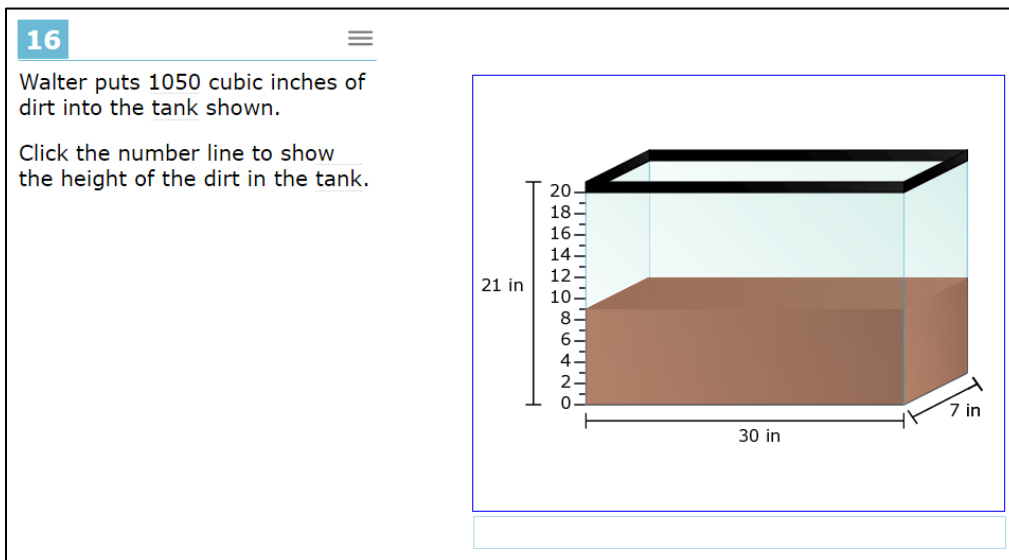 16
Walter puts 1050 cubic inches of
dirt into the tank shown.
Click the number line to show
the height of the dirt in the tank.
20
18
16
14
12
10
8
6
4
2
0
21 in
7 in
30 in